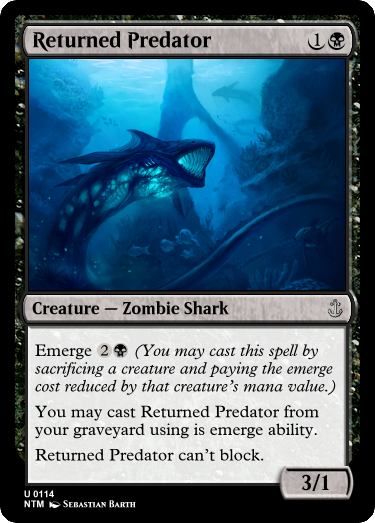 Returned Predator 1
Creature — Zombie Shark
Emerge 2 (You may cast this spell by
sacrificing a creature and paying the emerge
cost reduced by that creature's mana value.)
You may cast Returned Predator from
your graveyard using is emerge ability.
Returned Predator can't block.
3/1
U 0114
NTM Sebastian Barth